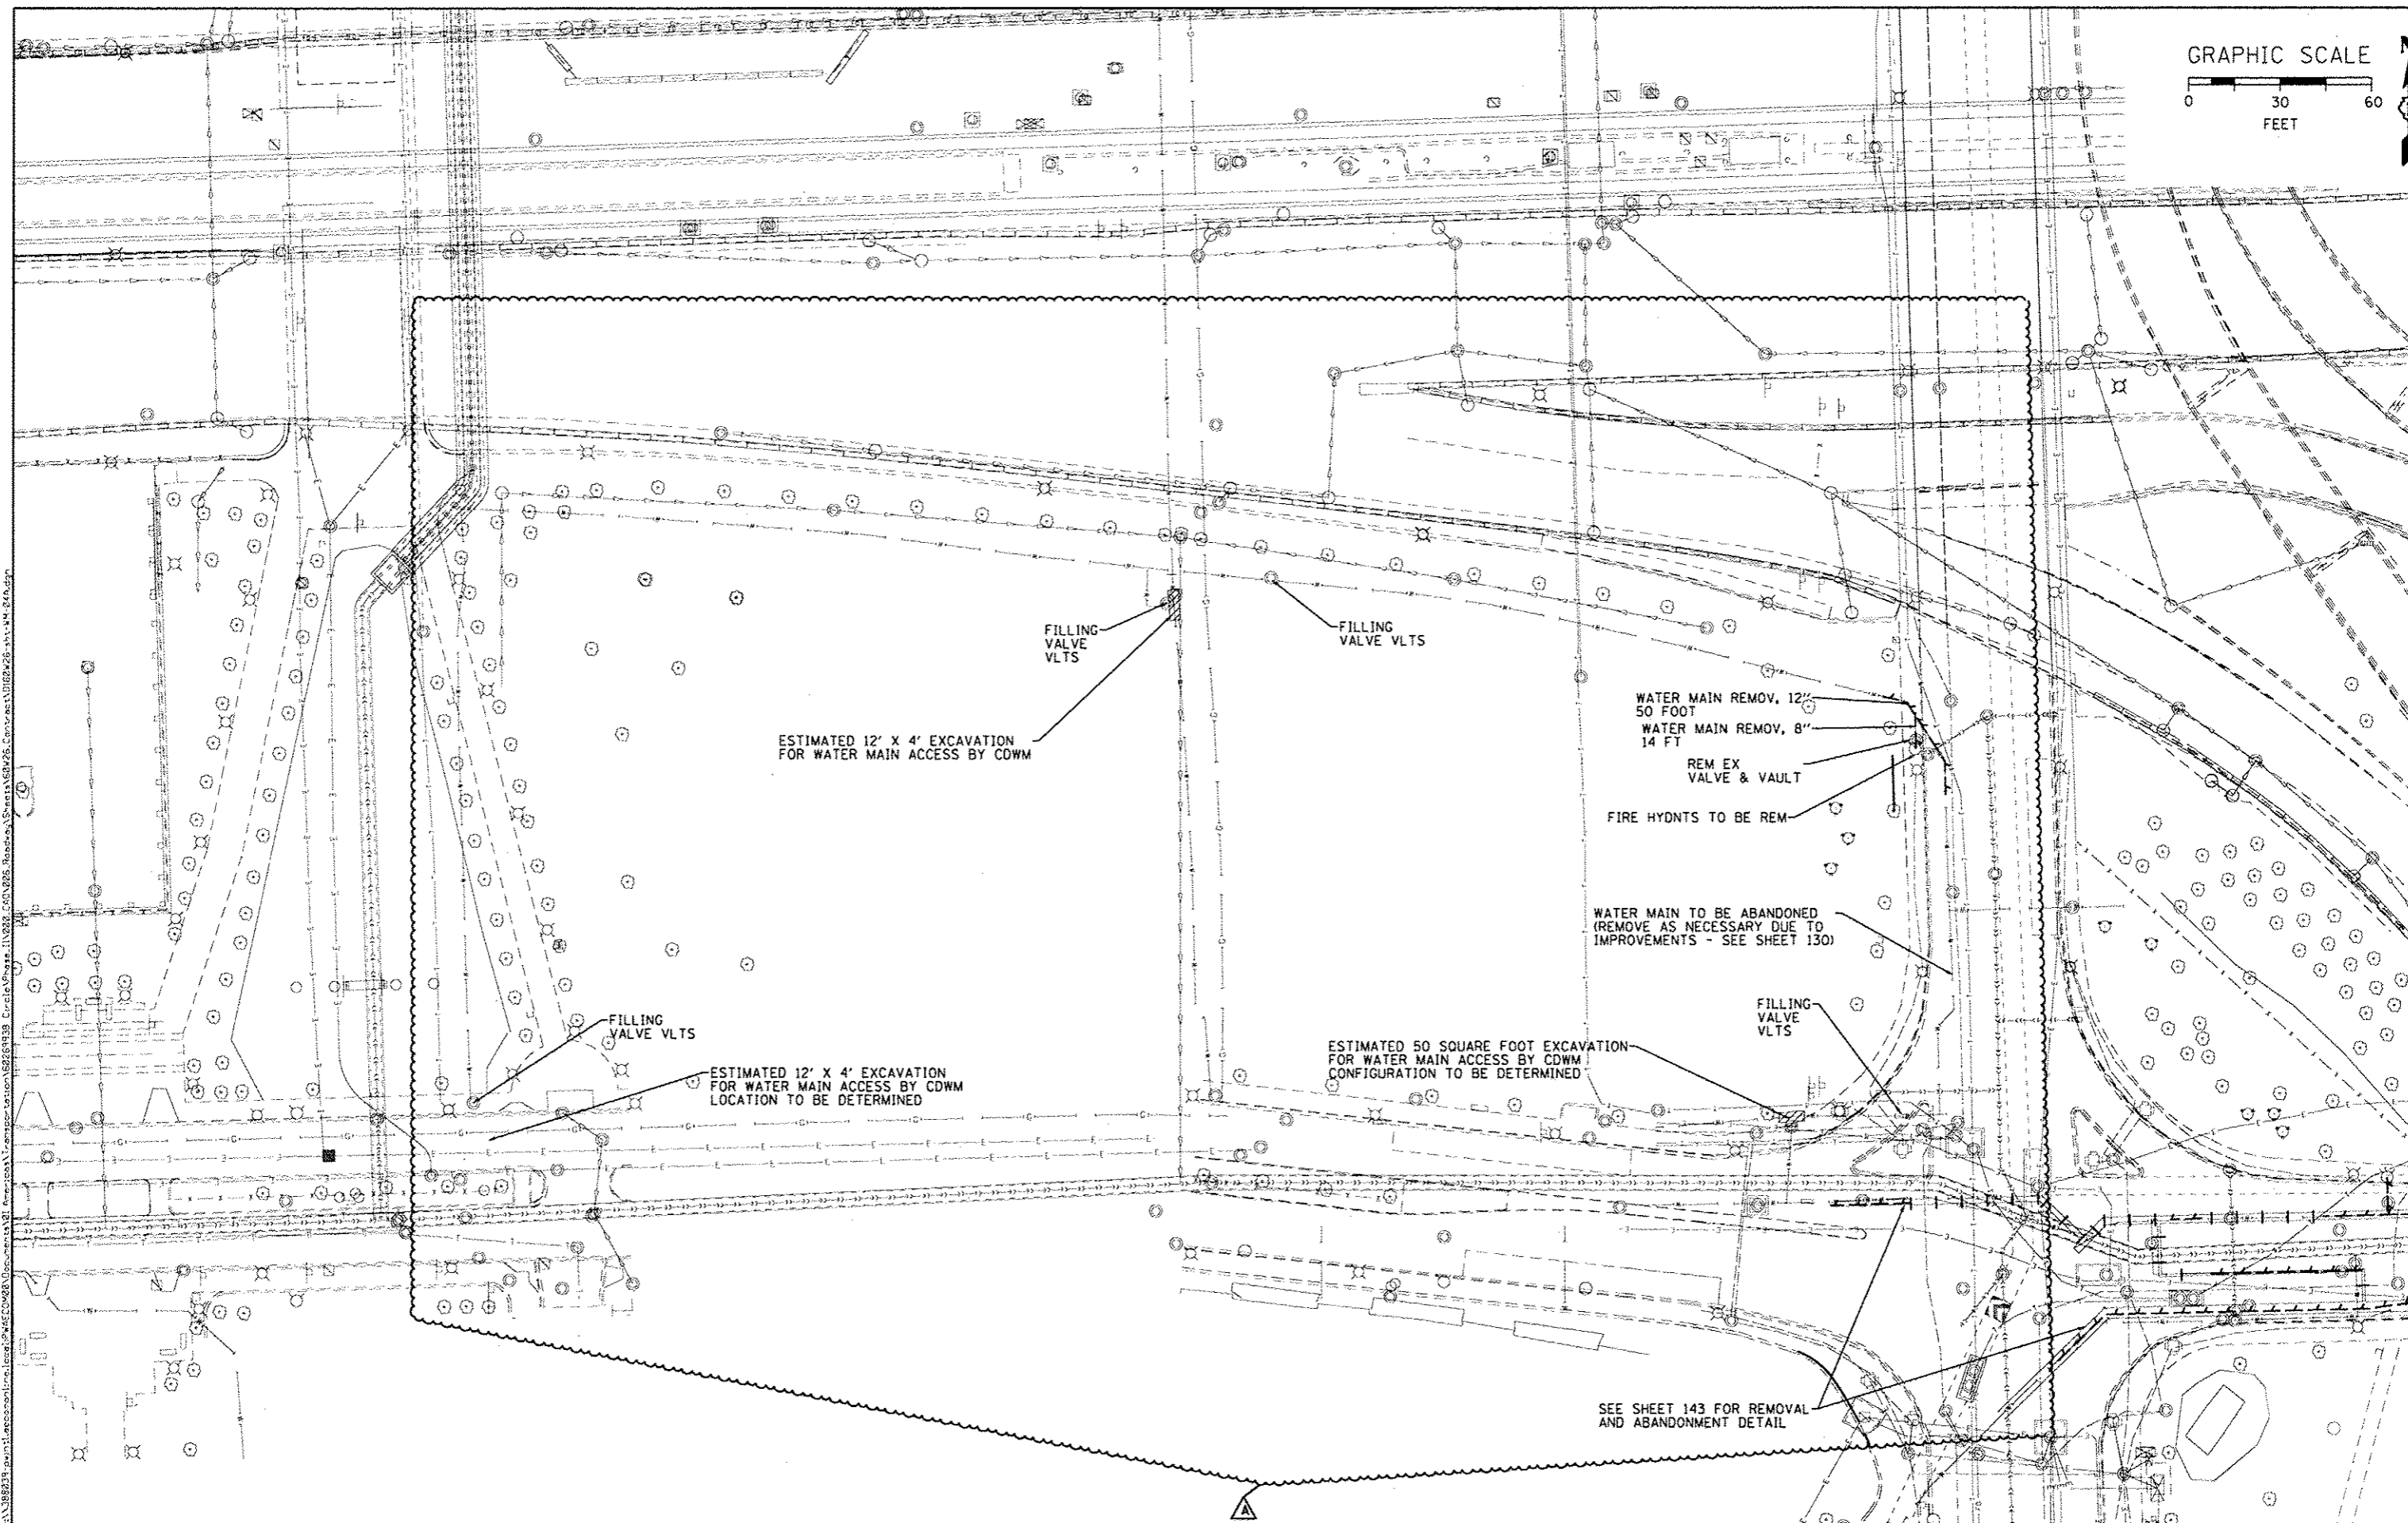 GRAPHIC SCALE
0 30 60
FEET
FILLING
VALVE
VLTS
FILLING
VALVE VLTS
WATER MAIN REMOV, 12"
50 FOOT
WATER MAIN REMOV, 8"
14 FT
REM EX
VALVE & VAULT
FIRE HYDNTS TO BE REM
ESTIMATED 12' X 4' EXCAVATION
FOR WATER MAIN ACCESS BY CDWM
WATER MAIN TO BE ABANDONED
(REMOVE AS NECESSARY DUE TO
IMPROVEMENTS - SEE SHEET 130)
FILLING
VALVE
VLTS
FILLING
VALVE VLTS
ESTIMATED 50 SQUARE FOOT EXCAVATION
FOR WATER MAIN ACCESS BY CDWM
CONFIGURATION TO BE DETERMINED
ESTIMATED 12' X 4' EXCAVATION
FOR WATER MAIN ACCESS BY CDWM
LOCATION TO BE DETERMINED
SEE SHEET 143 FOR REMOVAL
AND ABANDONMENT DETAIL
A